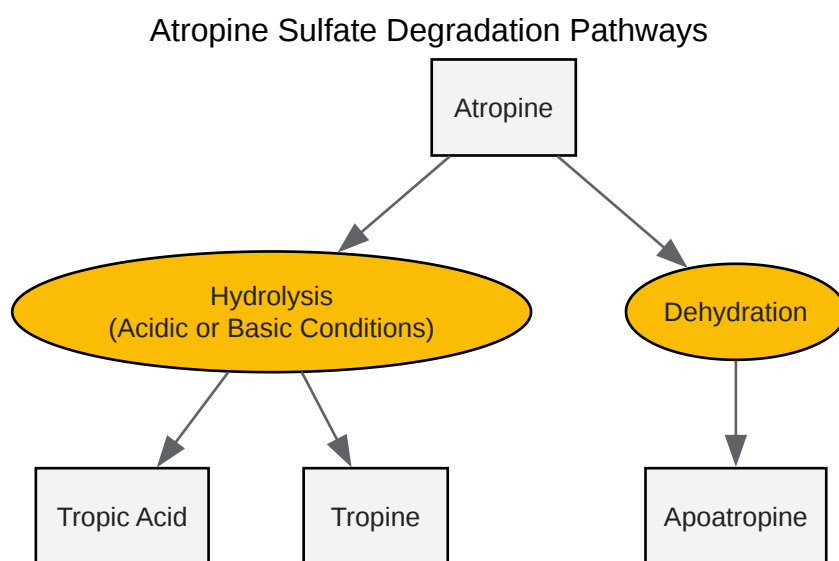 Atropine Sulfate Degradation Pathways
Atropine
Hydrolysis
(Acidic or Basic Conditions)
Dehydration
Tropic Acid
Tropine
Apoatropine